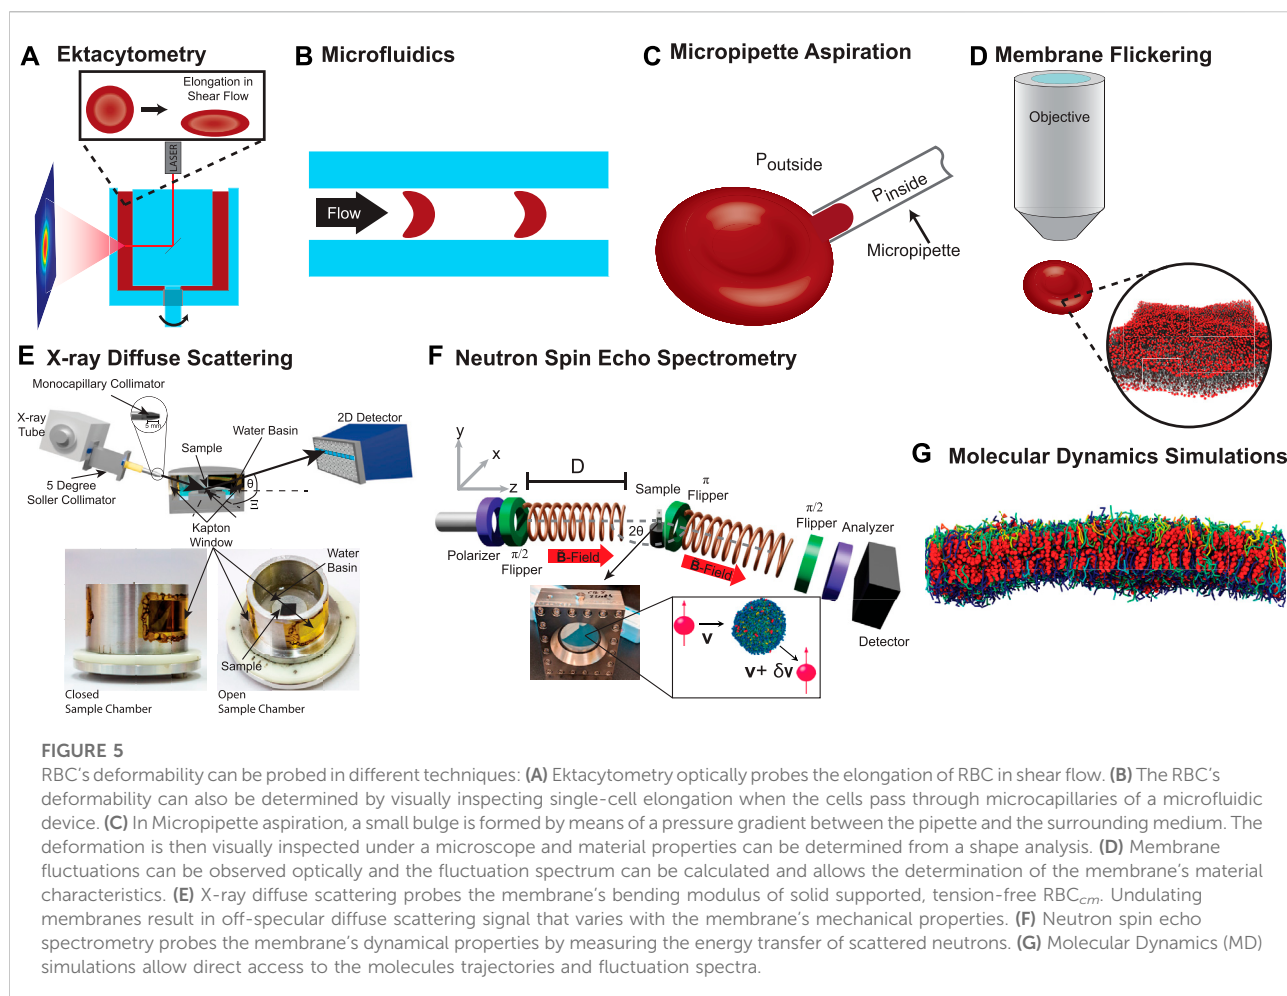 A Ektacytometry
Elongation in
Shear Flow
LASER
B Microfluidics
Flow
C Micropipette Aspiration
Poutside
Pinside
Micropipette
D Membrane Flickering
Objective
E X-ray Diffuse Scattering
Monocapillary Collimator
5 mm
X-ray
Tube
2D Detector
Water Basin
Sample
5 Degree
Soller Collimator
θ
Ξ
Kapton
Window
Water
Basin
Sample
Closed
Sample Chamber
Open
Sample Chamber
F Neutron Spin Echo Spectrometry
y
x
z
D
Sample
π
Flipper
π/2
Flipper
Analyzer
2θ
Polarizer
π/2
Flipper
B-Field
B-Field
Detector
v
v+ δv
G Molecular Dynamics Simulations
FIGURE 5
RBC’s deformability can be probed in different techniques: (A) Ektacytometry optically probes the elongation of RBC in shear flow. (B) The RBC’s
deformability can also be determined by visually inspecting single-cell elongation when the cells pass through microcapillaries of a microfluidic
device. (C) In Micropipette aspiration, a small bulge is formed by means of a pressure gradient between the pipette and the surrounding medium. The
deformation is then visually inspected under a microscope and material properties can be determined from a shape analysis. (D) Membrane
fluctuations can be observed optically and the fluctuation spectrum can be calculated and allows the determination of the membrane’s material
characteristics. (E) X-ray diffuse scattering probes the membrane’s bending modulus of solid supported, tension-free RBCcm. Undulating
membranes result in off-specular diffuse scattering signal that varies with the membrane’s mechanical properties. (F) Neutron spin echo
spectrometry probes the membrane’s dynamical properties by measuring the energy transfer of scattered neutrons. (G) Molecular Dynamics (MD)
simulations allow direct access to the molecules trajectories and fluctuation spectra.